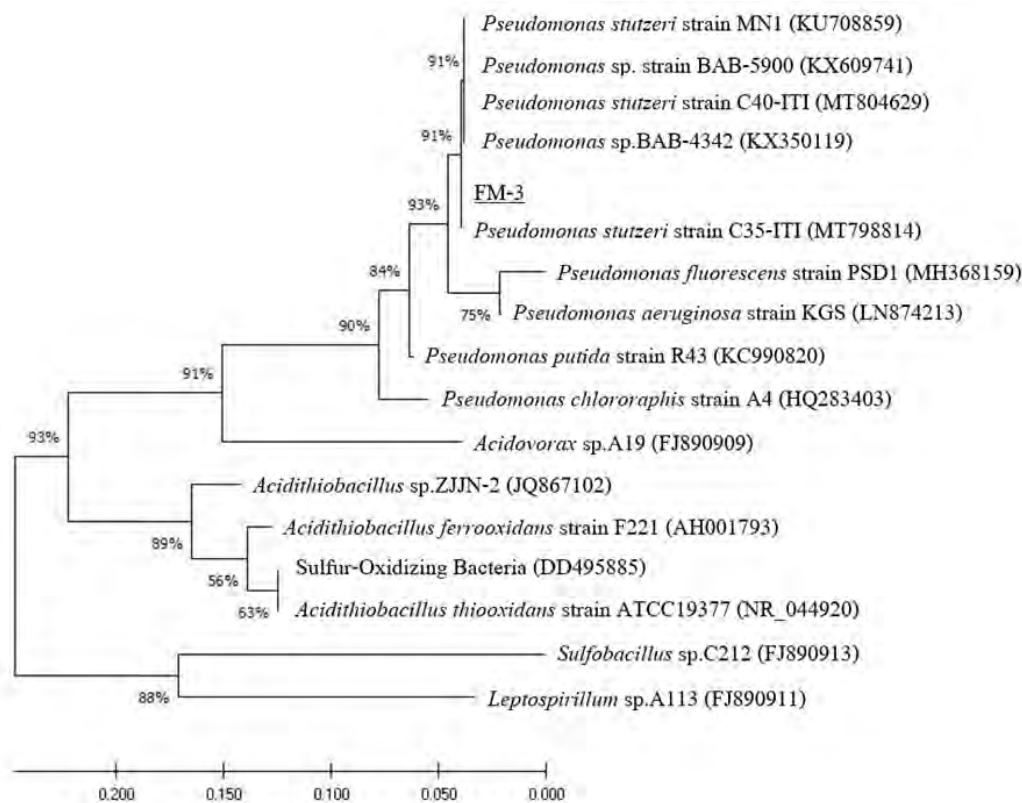 Pseudomonas stutzeri strain MN1 (KU708859)
91%
Pseudomonas sp. strain BAB-5900 (KX609741)
Pseudomonas stutzeri strain C40-ITI (MT804629)
91%
Pseudomonas sp.BAB-4342 (KX350119)
FM-3
93%
Pseudomonas stutzeri strain C35-ITI (MT798814)
84%
Pseudomonas fluorescens strain PSD1 (MH368159)
75%
Pseudomonas aeruginosa strain KGS (LN874213)
90%
Pseudomonas putida strain R43 (KC990820)
91%
Pseudomonas chlororaphis strain A4 (HQ283403)
93%
Acidovorax sp.A19 (FJ890909)
Acidithiobacillus sp.ZJJN-2 (JQ867102)
Acidithiobacillus ferrooxidans strain F221 (AH001793)
89%
Sulfur-Oxidizing Bacteria (DD495885)
56%
63%
Acidithiobacillus thiooxidans strain ATCC19377 (NR_044920)
Sulfobacillus sp.C212 (FJ890913)
88%
Leptospirillum sp.A113 (FJ890911)
0.200 0.150 0.100 0.050 0.000